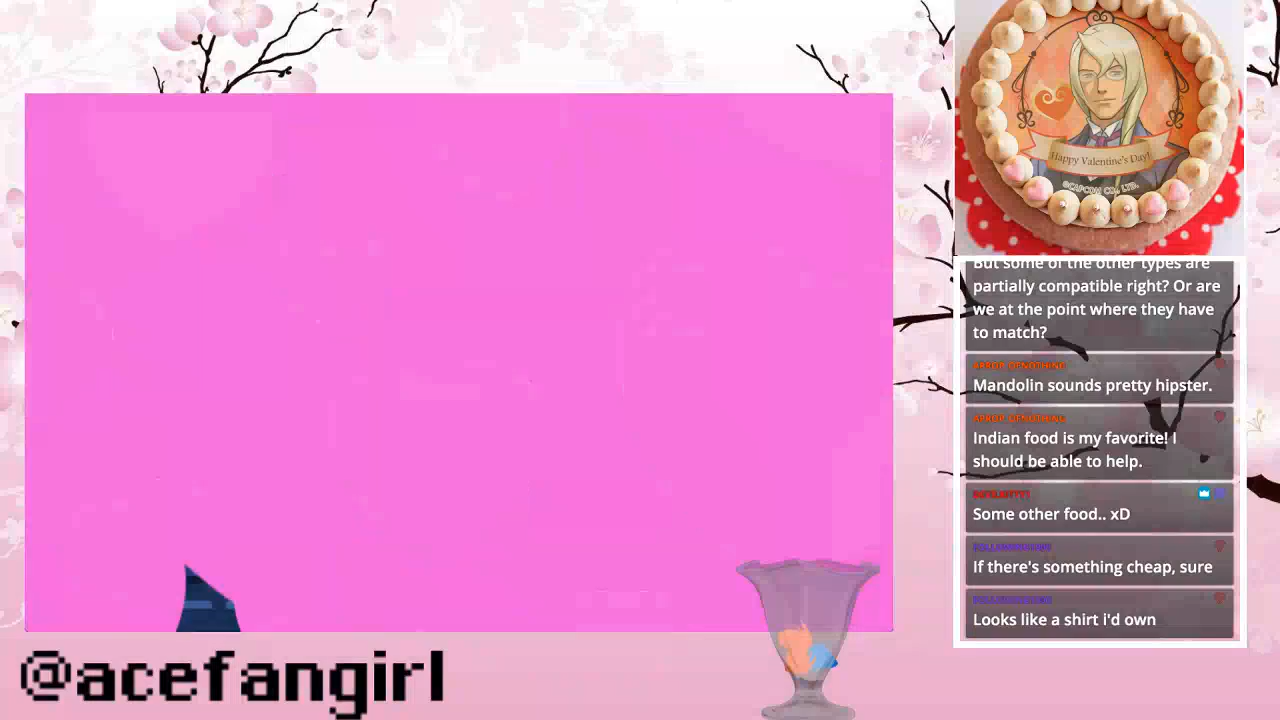 Happy Valentine's Day!
©CAPCOM CO., LTD.
But some of the other types are
partially compatible right? Or are
we at the point where they have
to match?
Mandolin sounds pretty hipster.
Indian food is my favorite! I
should be able to help.
Some other food.. xD
If there's something cheap, sure
Looks like a shirt i'd own
@acefangirl